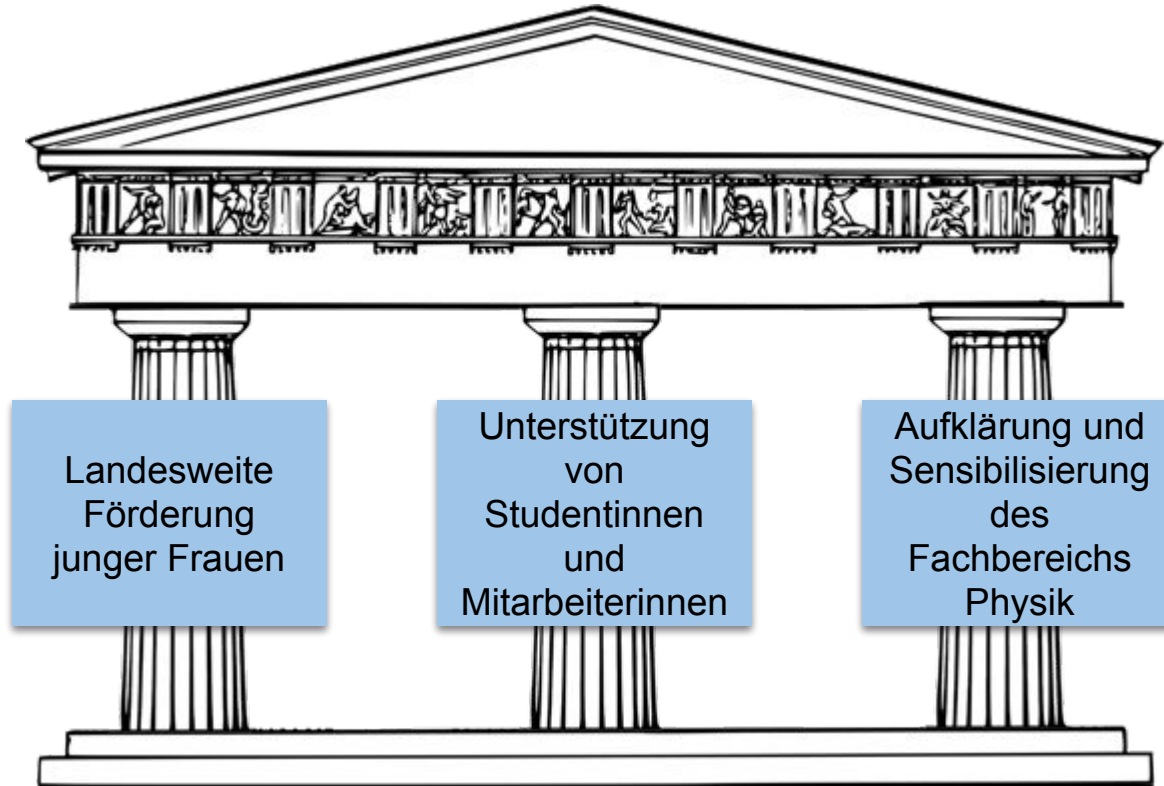 Landesweite
Förderung
junger Frauen
Unterstützung
von
Studentinnen
und
Mitarbeiterinnen
Aufklärung und
Sensibilisierung
des
Fachbereichs
Physik